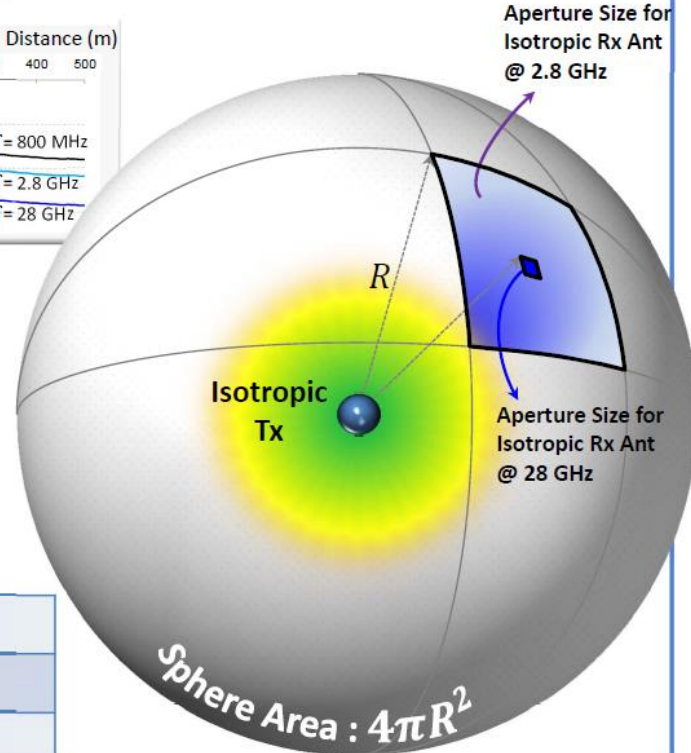 Distance (m)
400 500
f= 800 MHz
f= 2.8 GHz
f= 28 GHz
Aperture Size for
Isotropic Rx Ant
@ 2.8 GHz
R
Isotropic
Tx
Aperture Size for
Isotropic Rx Ant
@ 28 GHz
Sphere Area : 4πR²